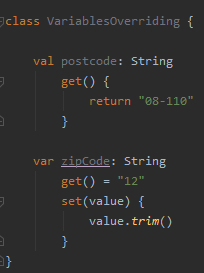 class VariablesOverriding {
val postcode: String
get() {
return "08-110"
}
var zipCode: String
get() = "12"
set(value) {
value.trim()
}
}